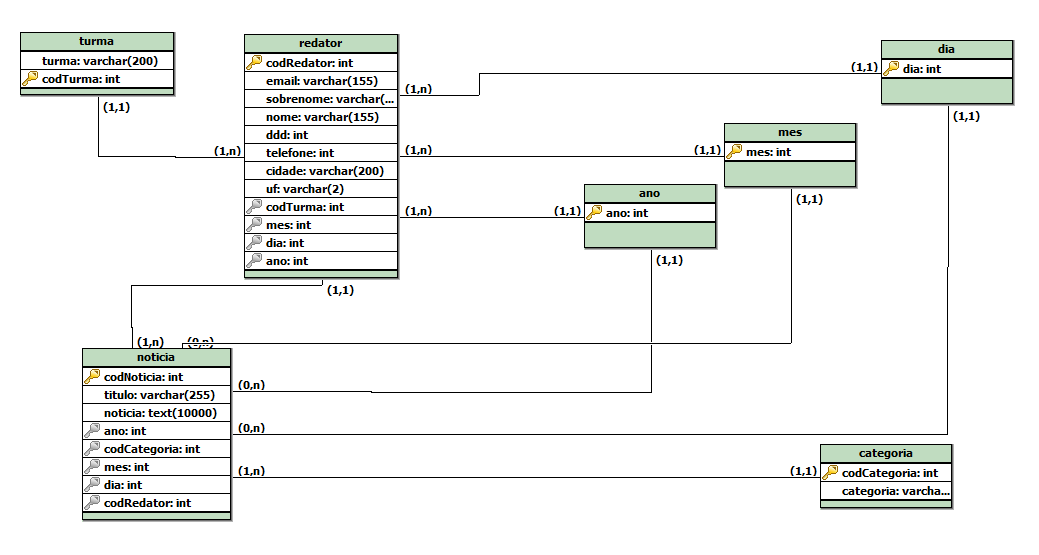 turma
turma: varchar(200)
codTurma: int
(1,1)
redator
codRedator: int
email: varchar(155)
sobrenome: varchar(...
nome: varchar(155)
ddd: int
telefone: int
cidade: varchar(200)
uf: varchar(2)
codTurma: int
mes: int
dia: int
ano: int
(1,n)
(1,n)
(1,n)
(1,n)
(1,1)
dia
dia: int
(1,1)
(1,1)
mes
mes: int
(1,1)
(1,1)
ano
ano: int
(1,1)
(1,1)
(1,n)
(0,n)
noticia
codNoticia: int
titulo: varchar(255)
noticia: text(10000)
ano: int
codCategoria: int
mes: int
dia: int
codRedator: int
(0,n)
(0,n)
(1,n)
(1,1)
categoria
codCategoria: int
categoria: varcha...